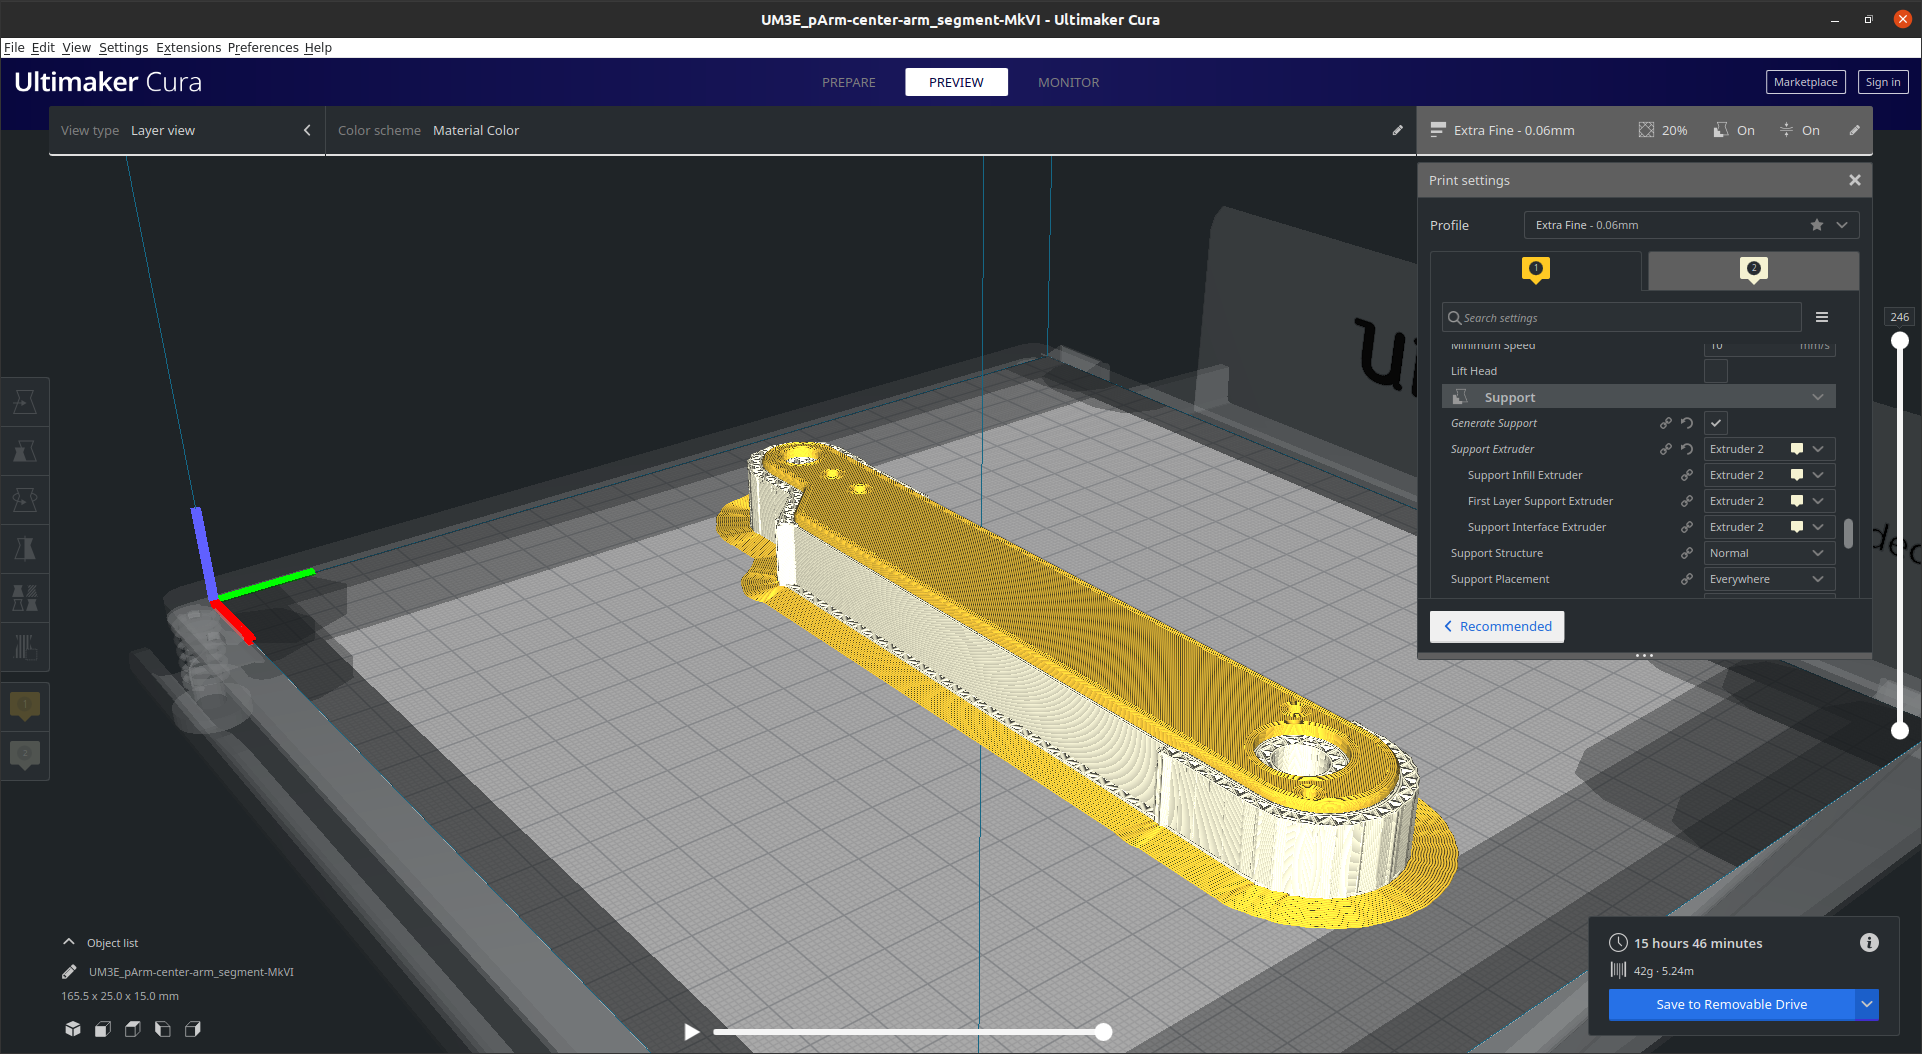 UM3E_pArm-center-arm_segment-MkVI - Ultimaker Cura
File Edit View Settings Extensions Preferences Help
Ultimaker Cura
PREPARE
PREVIEW
MONITOR
Marketplace
Sign in
View type Layer view
Color scheme Material Color
Extra Fine - 0.06mm
20%
On
On
Print settings
Profile
Extra Fine - 0.06mm
1
2
Search settings
246
Minimum Speed 10 mm/s
Lift Head
Support
Generate Support
Support Extruder Extruder 2
Support Infill Extruder Extruder 2
First Layer Support Extruder Extruder 2
Support Interface Extruder Extruder 2
Support Structure Normal
Support Placement Everywhere
Recommended
1
2
Object list
UM3E_pArm-center-arm_segment-MkVI
165.5 x 25.0 x 15.0 mm
15 hours 46 minutes
42g · 5.24m
Save to Removable Drive